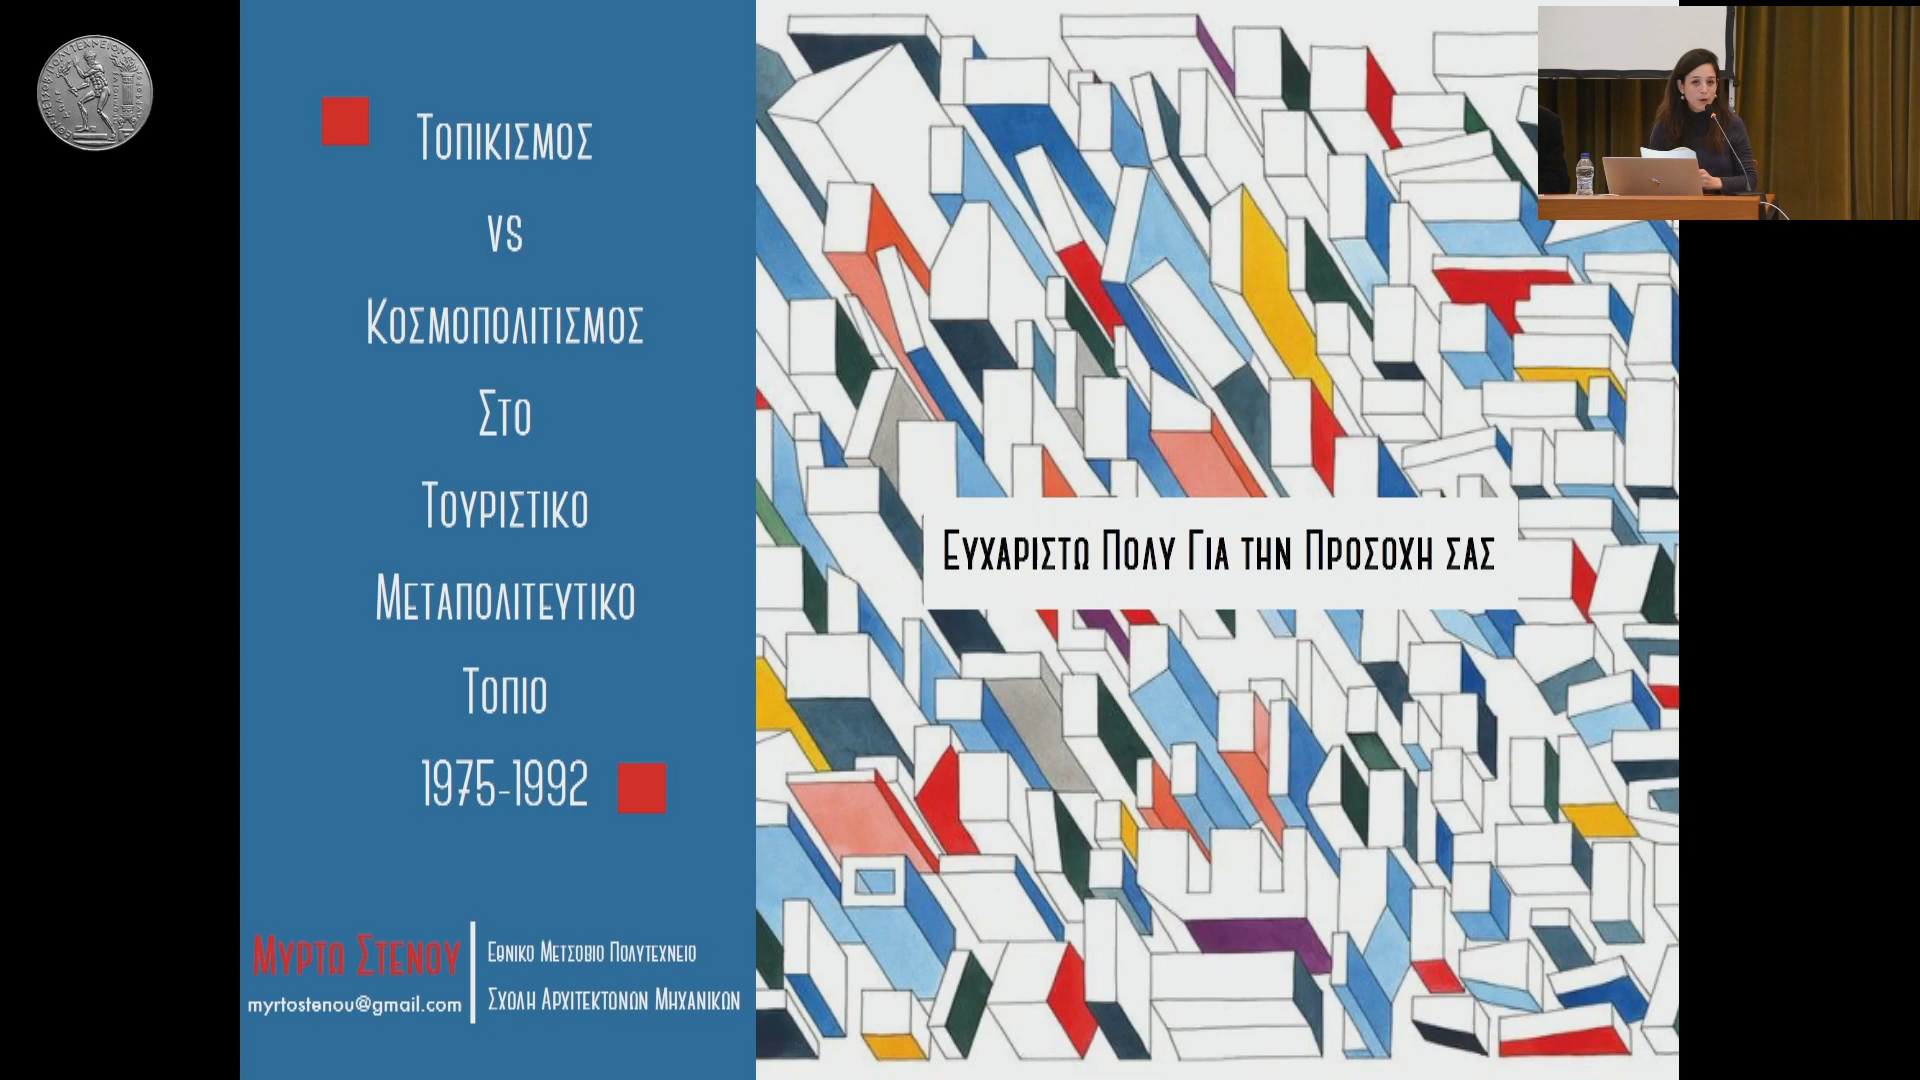 Τοπικισμος
vs
Κοσμοπολιτισμος
Στο
Τουριστικο
Μεταπολιτευτικο
Τοπιο
1975-1992
Μυρτω Στενου
myrtostenou@gmail.com
Εθνικο Μετσοβιο Πολυτεχνειο
Σχολη Αρχιτεκτονων Μηχανικων
Ευχαριστω Πολυ Για την Προσοχη σας